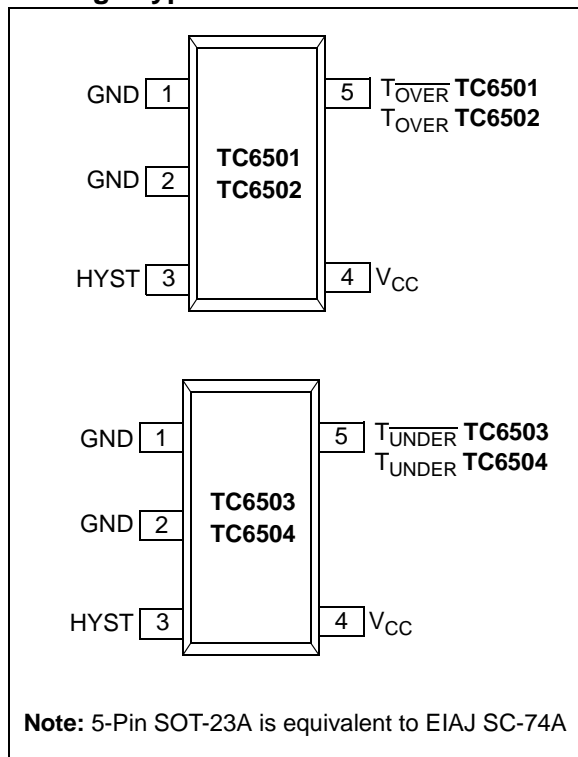 GND 1
5 T̅O̅V̅E̅R̅ TC6501
TOVER TC6502
TC6501
TC6502
GND 2
HYST 3
4 VCC
GND 1
5 T̅U̅N̅D̅E̅R̅ TC6503
TUNDER TC6504
TC6503
TC6504
GND 2
HYST 3
4 VCC
Note: 5-Pin SOT-23A is equivalent to EIAJ SC-74A